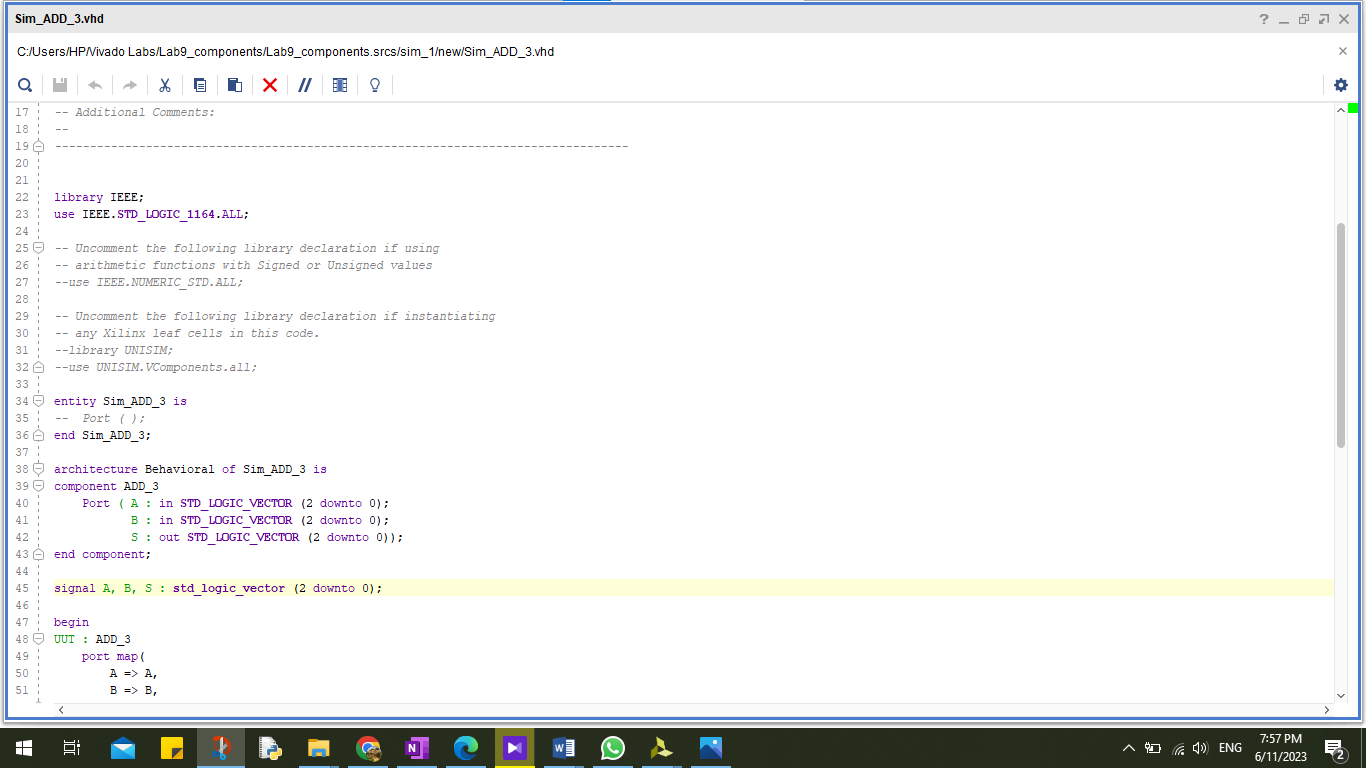 Sim_ADD_3.vhd
C:/Users/HP/Vivado Labs/Lab9_components/Lab9_components.srcs/sim_1/new/Sim_ADD_3.vhd
17 -- Additional Comments:
18 --
19 ----------------------------------------------------------------------------------
20
21
22 library IEEE;
23 use IEEE.STD_LOGIC_1164.ALL;
24
25 -- Uncomment the following library declaration if using
26 -- arithmetic functions with Signed or Unsigned values
27 --use IEEE.NUMERIC_STD.ALL;
28
29 -- Uncomment the following library declaration if instantiating
30 -- any Xilinx leaf cells in this code.
31 --library UNISIM;
32 --use UNISIM.VComponents.all;
33
34 entity Sim_ADD_3 is
35 --  Port ( );
36 end Sim_ADD_3;
37
38 architecture Behavioral of Sim_ADD_3 is
39 component ADD_3
40     Port ( A : in STD_LOGIC_VECTOR (2 downto 0);
41            B : in STD_LOGIC_VECTOR (2 downto 0);
42            S : out STD_LOGIC_VECTOR (2 downto 0));
43 end component;
44
45 signal A, B, S : std_logic_vector (2 downto 0);
46
47 begin
48 UUT : ADD_3
49     port map(
50         A => A,
51         B => B,
ENG
7:57 PM
6/11/2023
2